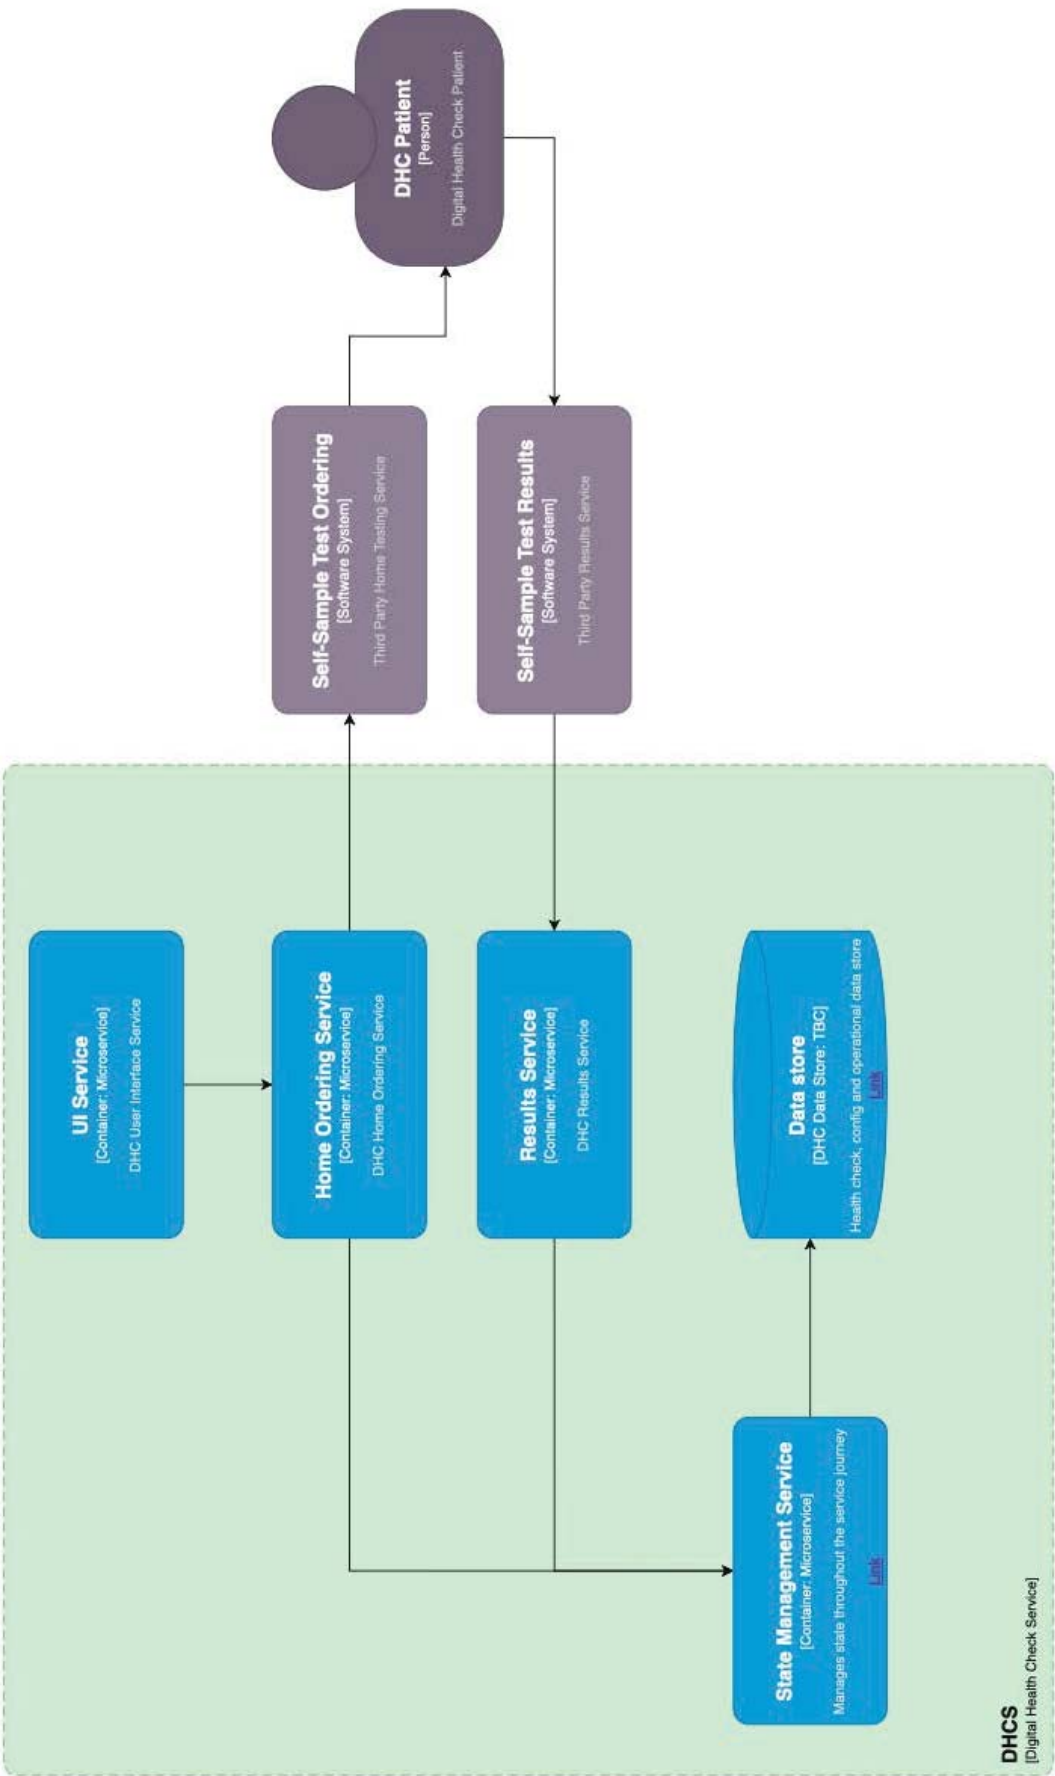 UI Service
[Container: Microservice]
DHC User Interface Service
Home Ordering Service
[Container: Microservice]
DHC Home Ordering Service
Self-Sample Test Ordering
[Software System]
Third Party Home Testing Service
DHC Patient
[Person]
Digital Health Check Patient
Results Service
[Container: Microservice]
DHC Results Service
Self-Sample Test Results
[Software System]
Third Party Results Service
State Management Service
[Container: Microservice]
Manages state throughout the service journey
Link
Data store
[DHC Data Store: TBC]
Health check, config and operational data store
Link
DHCS
[Digital Health Check Service]